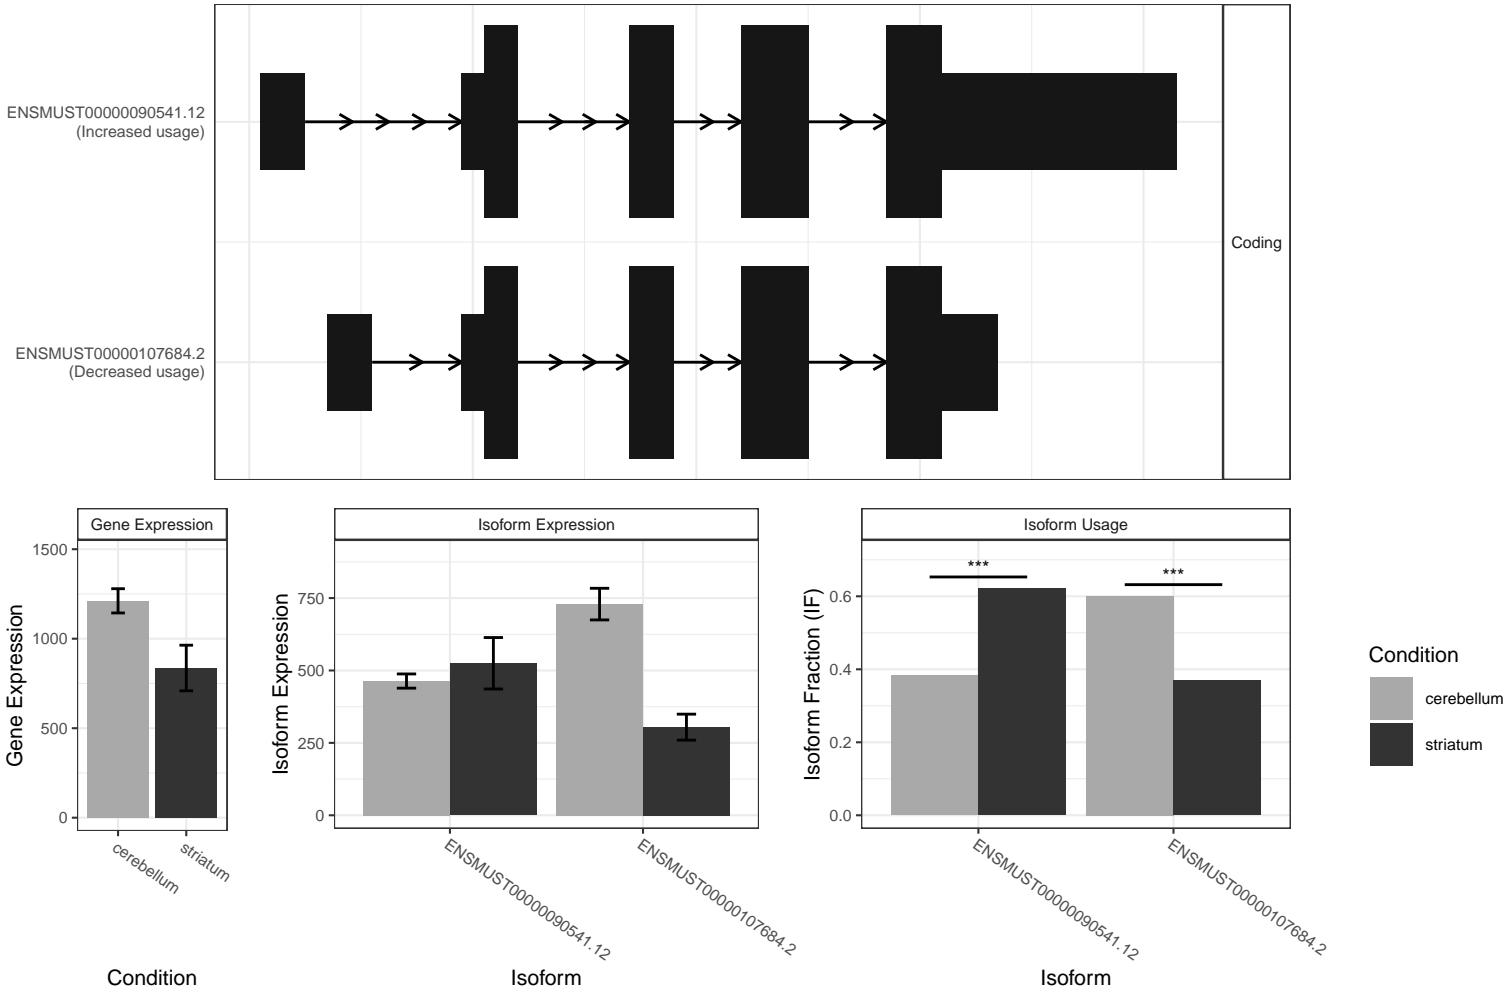 ENSMUST00000090541.12
(Increased usage)
ENSMUST00000107684.2
(Decreased usage)
Coding
Gene Expression
Gene Expression
1500
1000
500
0
cerebellum
striatum
Condition
Isoform Expression
Isoform Expression
750
500
250
0
ENSMUST00000090541.12
ENSMUST00000107684.2
Isoform
Isoform Usage
Isoform Fraction (IF)
0.6
0.4
0.2
0.0
***
***
ENSMUST00000090541.12
ENSMUST00000107684.2
Isoform
Condition
cerebellum
striatum